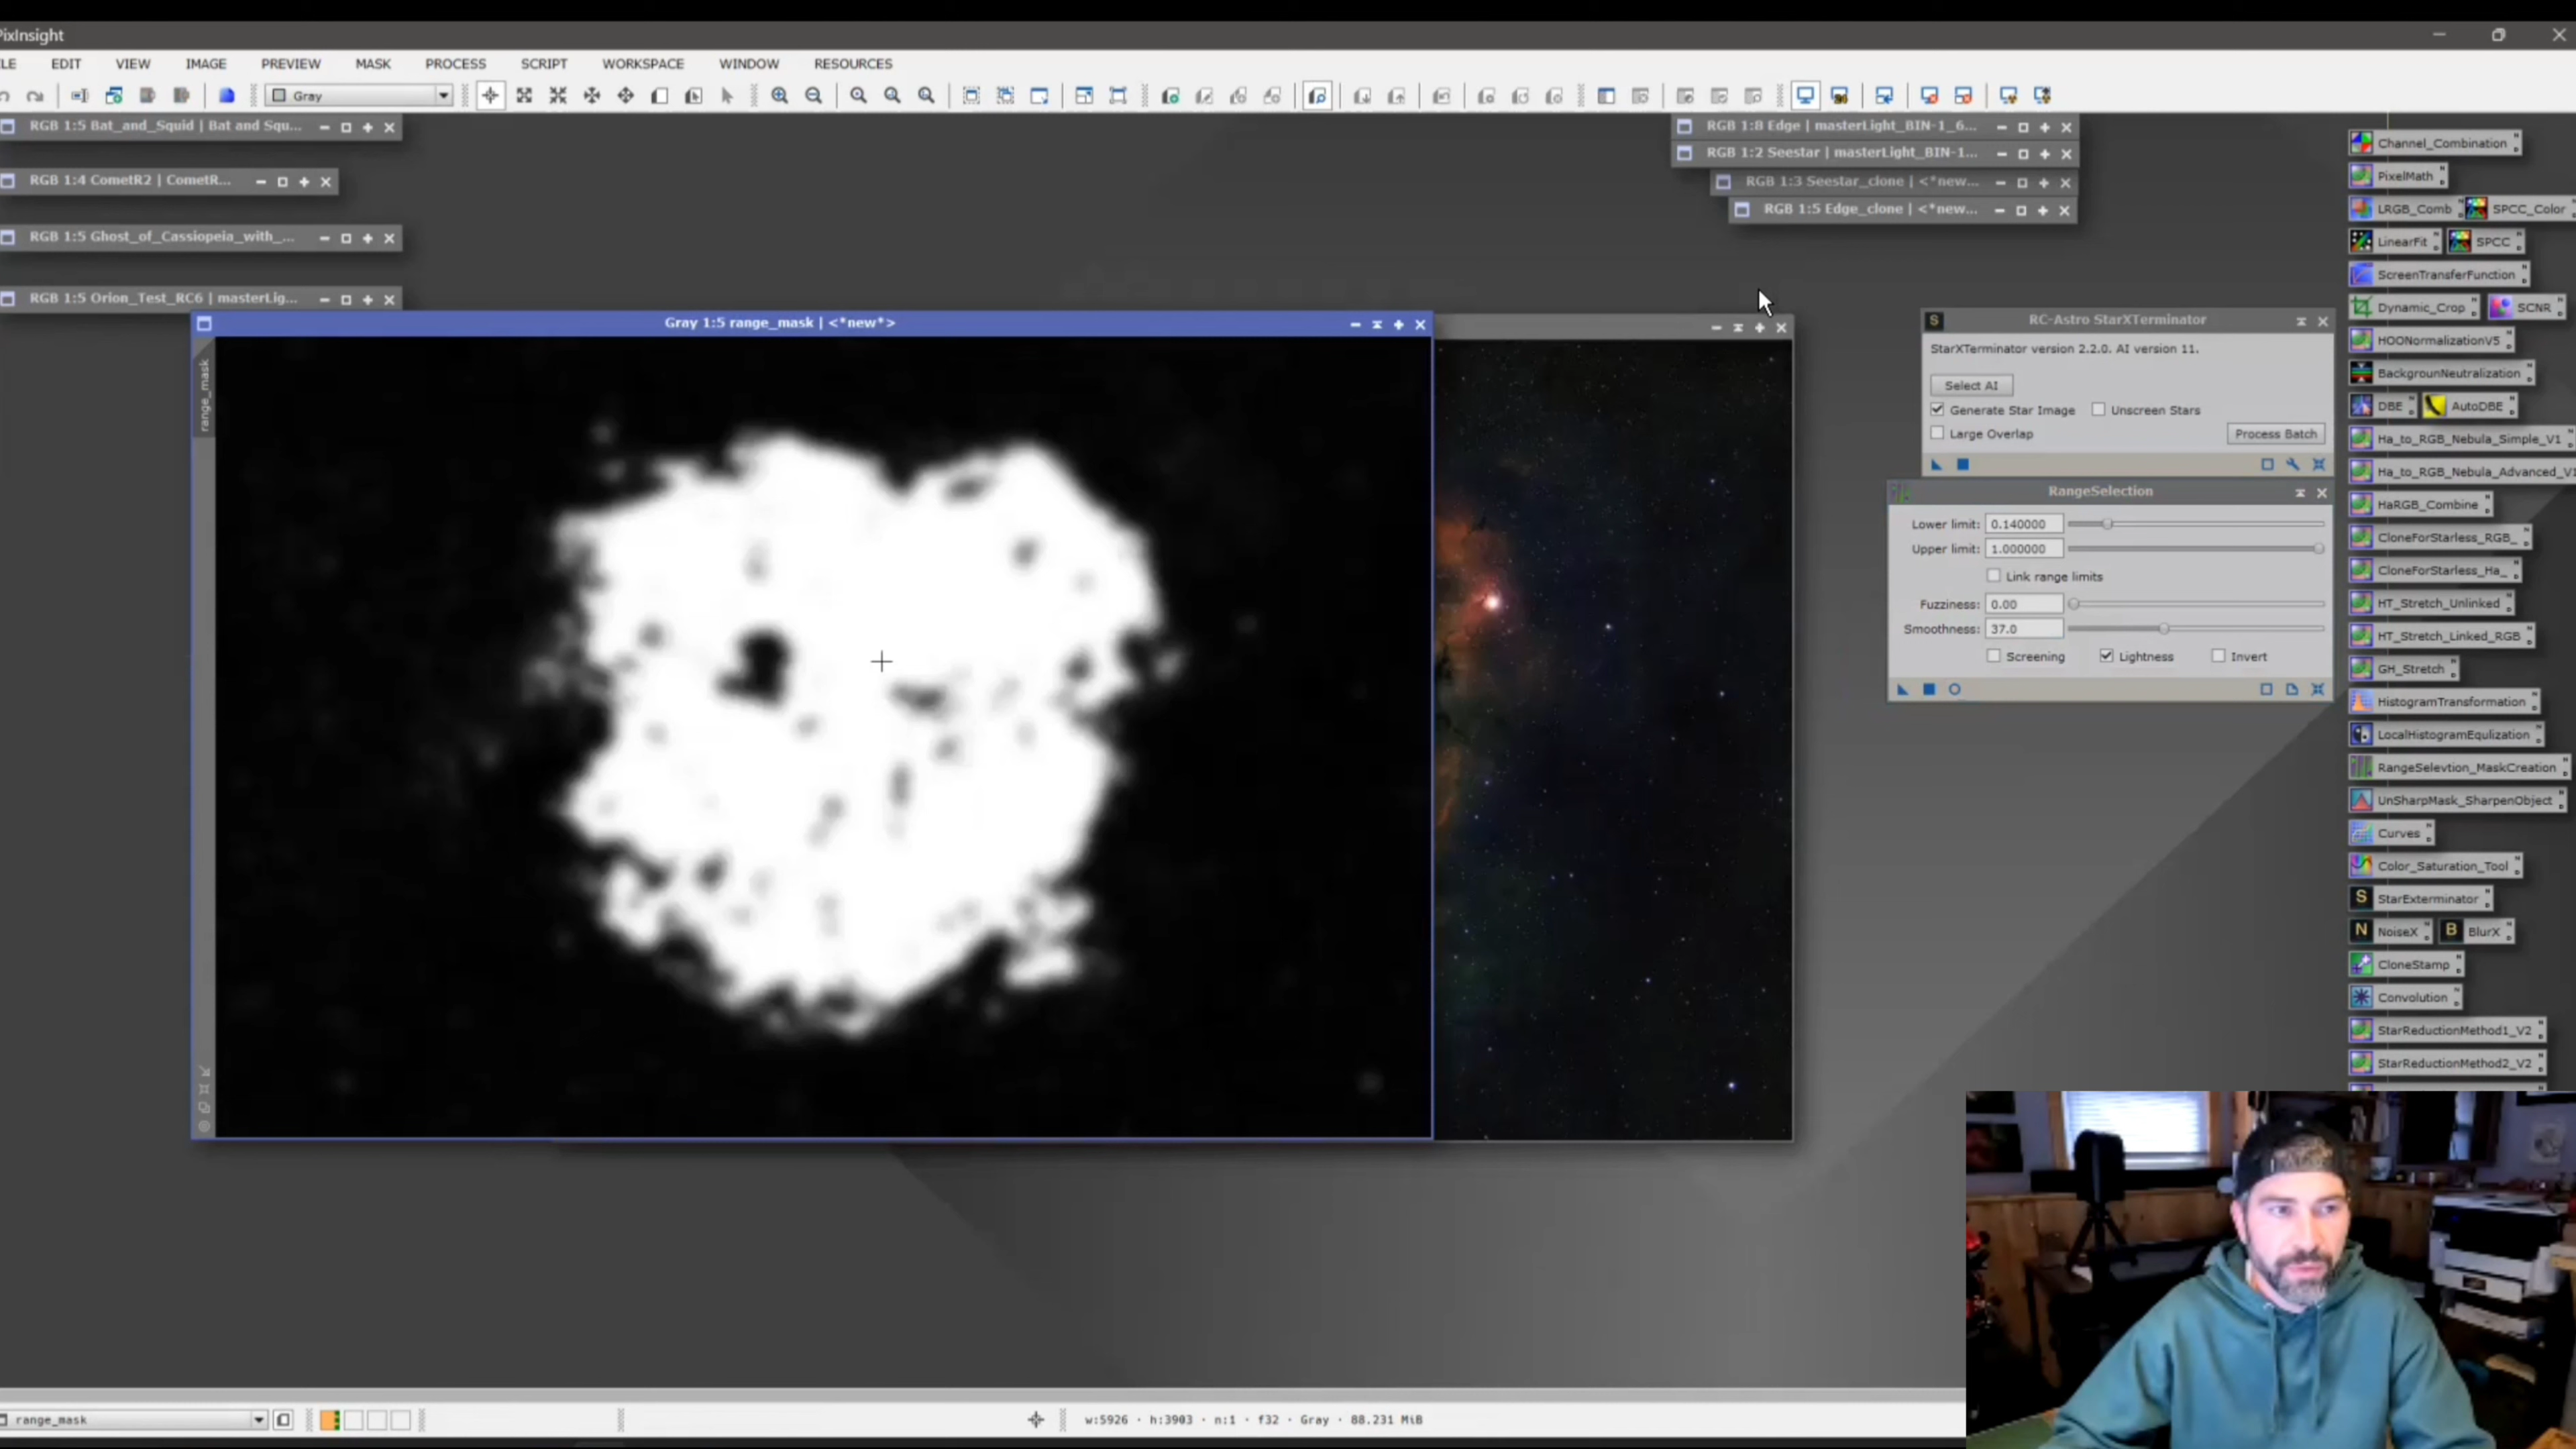 PixInsight
LE EDIT VIEW IMAGE PREVIEW MASK PROCESS SCRIPT WORKSPACE WINDOW RESOURCES
Gray
RGB 1:5 Bat_and_Squid | Bat and Squ...
RGB 1:4 CometR2 | CometR...
RGB 1:5 Ghost_of_Cassiopeia_with_...
RGB 1:5 Orion_Test_RC6 | masterLig...
RGB 1:8 Edge | masterLight_BIN-1_6...
RGB 1:2 Seestar | masterLight_BIN-1...
RGB 1:3 Seestar_clone | <*new...
RGB 1:5 Edge_clone | <*new...
Gray 1:5 range_mask | <*new*>
range_mask
RC-Astro StarXTerminator
StarXTerminator version 2.2.0. AI version 11.
Select AI
Generate Star Image Unscreen Stars
Large Overlap Process Batch
RangeSelection
Lower limit: 0.140000
Upper limit: 1.000000
Link range limits
Fuzziness: 0.00
Smoothness: 37.0
Screening Lightness Invert
Channel_Combination
PixelMath
LRGB_Comb SPCC_Color
LinearFit SPCC
ScreenTransferFunction
Dynamic_Crop SCNR
HOONormalizationV5
BackgrounNeutralization
DBE AutoDBE
Ha_to_RGB_Nebula_Simple_V1
Ha_to_RGB_Nebula_Advanced_V1
HaRGB_Combine
CloneForStarless_RGB_
CloneForStarless_Ha_
HT_Stretch_Unlinked
HT_Stretch_Linked_RGB
GH_Stretch
HistogramTransformation
LocalHistogramEqulization
RangeSelevtion_MaskCreation
UnSharpMask_SharpenObject
Curves
Color_Saturation_Tool
S StarExterminator
N NoiseX B BlurX
CloneStamp
Convolution
StarReductionMethod1_V2
StarReductionMethod2_V2
range_mask
w:5926 · h:3903 · n:1 · f32 · Gray · 88.231 MiB